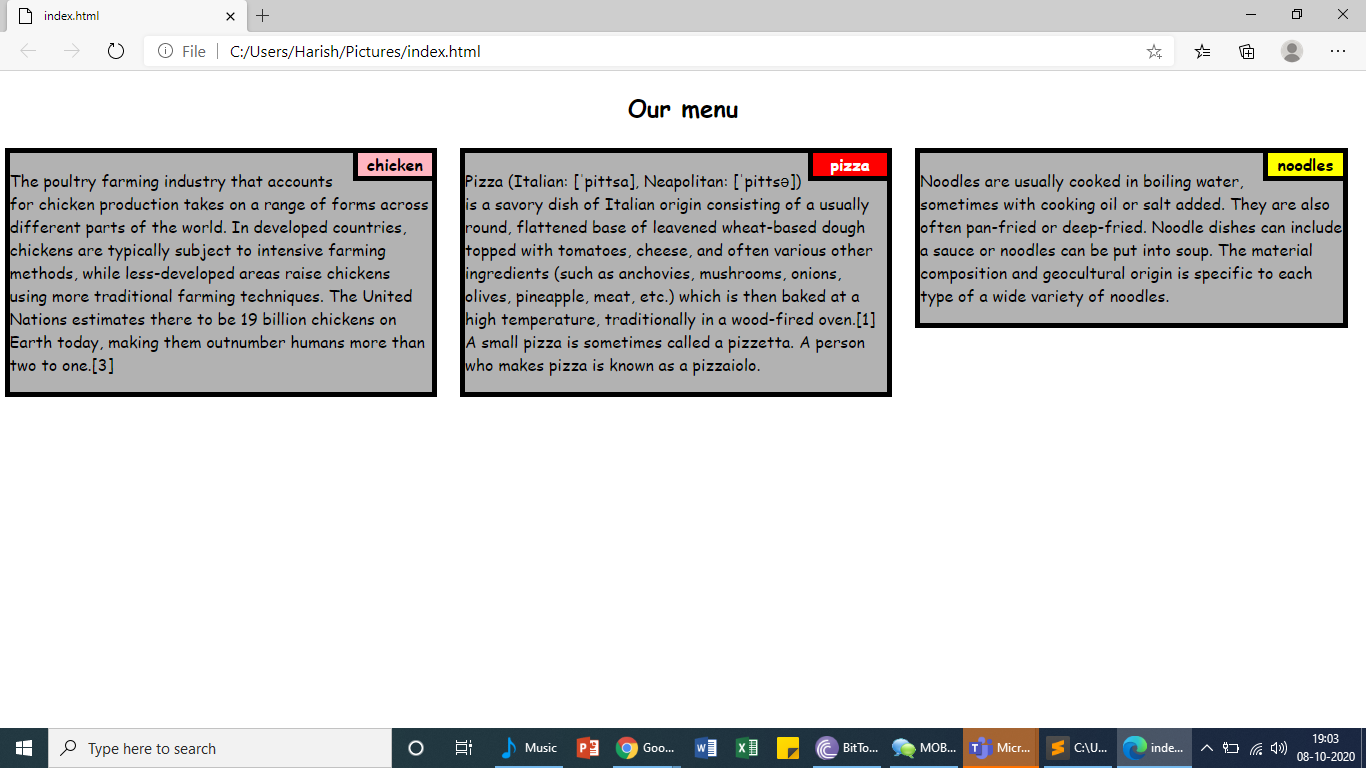 index.html
File
C:/Users/Harish/Pictures/index.html
Our menu
chicken
The poultry farming industry that accounts
for chicken production takes on a range of forms across
different parts of the world. In developed countries,
chickens are typically subject to intensive farming
methods, while less-developed areas raise chickens
using more traditional farming techniques. The United
Nations estimates there to be 19 billion chickens on
Earth today, making them outnumber humans more than
two to one.[3]
pizza
Pizza (Italian: [ˈpittsa], Neapolitan: [ˈpittsə])
is a savory dish of Italian origin consisting of a usually
round, flattened base of leavened wheat-based dough
topped with tomatoes, cheese, and often various other
ingredients (such as anchovies, mushrooms, onions,
olives, pineapple, meat, etc.) which is then baked at a
high temperature, traditionally in a wood-fired oven.[1]
A small pizza is sometimes called a pizzetta. A person
who makes pizza is known as a pizzaiolo.
noodles
Noodles are usually cooked in boiling water,
sometimes with cooking oil or salt added. They are also
often pan-fried or deep-fried. Noodle dishes can include
a sauce or noodles can be put into soup. The material
composition and geocultural origin is specific to each
type of a wide variety of noodles.
Type here to search
Music
Goo...
BitTo...
MOB...
Micr...
C:\U...
inde...
19:03
08-10-2020